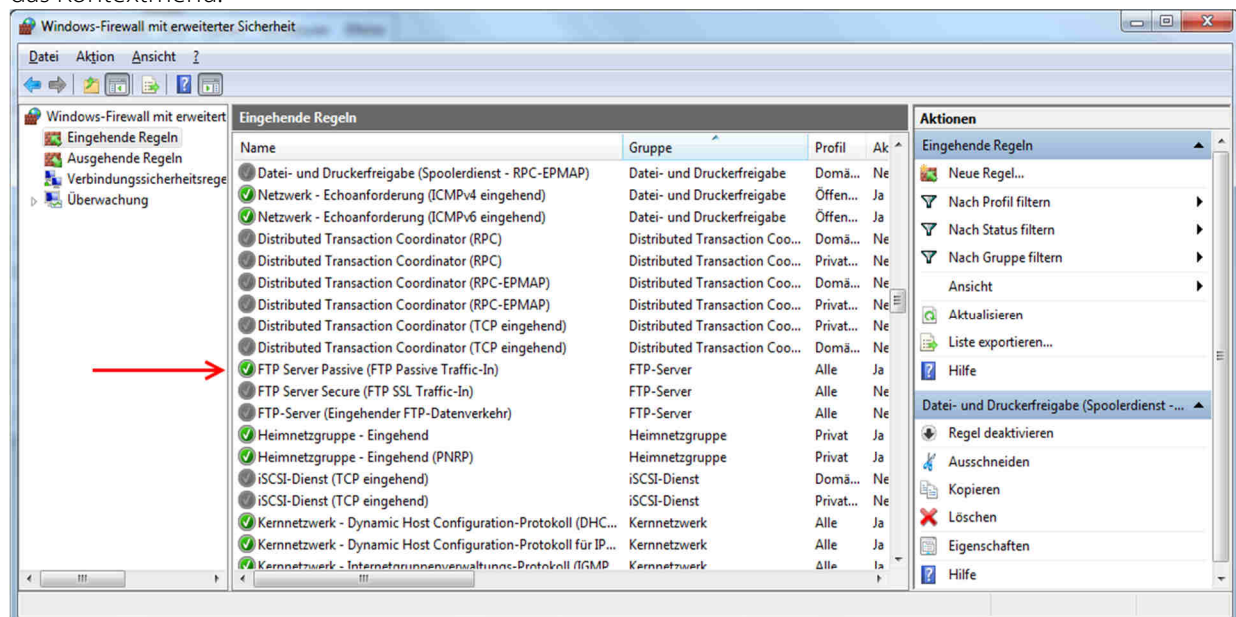 das Kontextmenü.
Windows-Firewall mit erweiterter Sicherheit
Datei Aktion Ansicht ?
Windows-Firewall mit erweitert
Eingehende Regeln
Ausgehende Regeln
Verbindungssicherheitsrege
Überwachung
Eingehende Regeln
Name Gruppe Profil Ak
Datei- und Druckerfreigabe (Spoolerdienst - RPC-EPMAP) Datei- und Druckerfreigabe Domä... Ne
Netzwerk - Echoanforderung (ICMPv4 eingehend) Datei- und Druckerfreigabe Öffen... Ja
Netzwerk - Echoanforderung (ICMPv6 eingehend) Datei- und Druckerfreigabe Öffen... Ja
Distributed Transaction Coordinator (RPC) Distributed Transaction Coo... Domä... Ne
Distributed Transaction Coordinator (RPC) Distributed Transaction Coo... Privat... Ne
Distributed Transaction Coordinator (RPC-EPMAP) Distributed Transaction Coo... Domä... Ne
Distributed Transaction Coordinator (RPC-EPMAP) Distributed Transaction Coo... Privat... Ne
Distributed Transaction Coordinator (TCP eingehend) Distributed Transaction Coo... Privat... Ne
Distributed Transaction Coordinator (TCP eingehend) Distributed Transaction Coo... Domä... Ne
FTP Server Passive (FTP Passive Traffic-In) FTP-Server Alle Ja
FTP Server Secure (FTP SSL Traffic-In) FTP-Server Alle Ne
FTP-Server (Eingehender FTP-Datenverkehr) FTP-Server Alle Ne
Heimnetzgruppe - Eingehend Heimnetzgruppe Privat Ja
Heimnetzgruppe - Eingehend (PNRP) Heimnetzgruppe Privat Ja
iSCSI-Dienst (TCP eingehend) iSCSI-Dienst Domä... Ne
iSCSI-Dienst (TCP eingehend) iSCSI-Dienst Privat... Ne
Kernnetzwerk - Dynamic Host Configuration-Protokoll (DHC... Kernnetzwerk Alle Ja
Kernnetzwerk - Dynamic Host Configuration-Protokoll für IP... Kernnetzwerk Alle Ja
Kernnetzwerk - Internetgruppenverwaltungs-Protokoll (IGMP Kernnetzwerk Alle Ja
Aktionen
Eingehende Regeln
Neue Regel...
Nach Profil filtern
Nach Status filtern
Nach Gruppe filtern
Ansicht
Aktualisieren
Liste exportieren...
Hilfe
Datei- und Druckerfreigabe (Spoolerdienst -...
Regel deaktivieren
Ausschneiden
Kopieren
Löschen
Eigenschaften
Hilfe